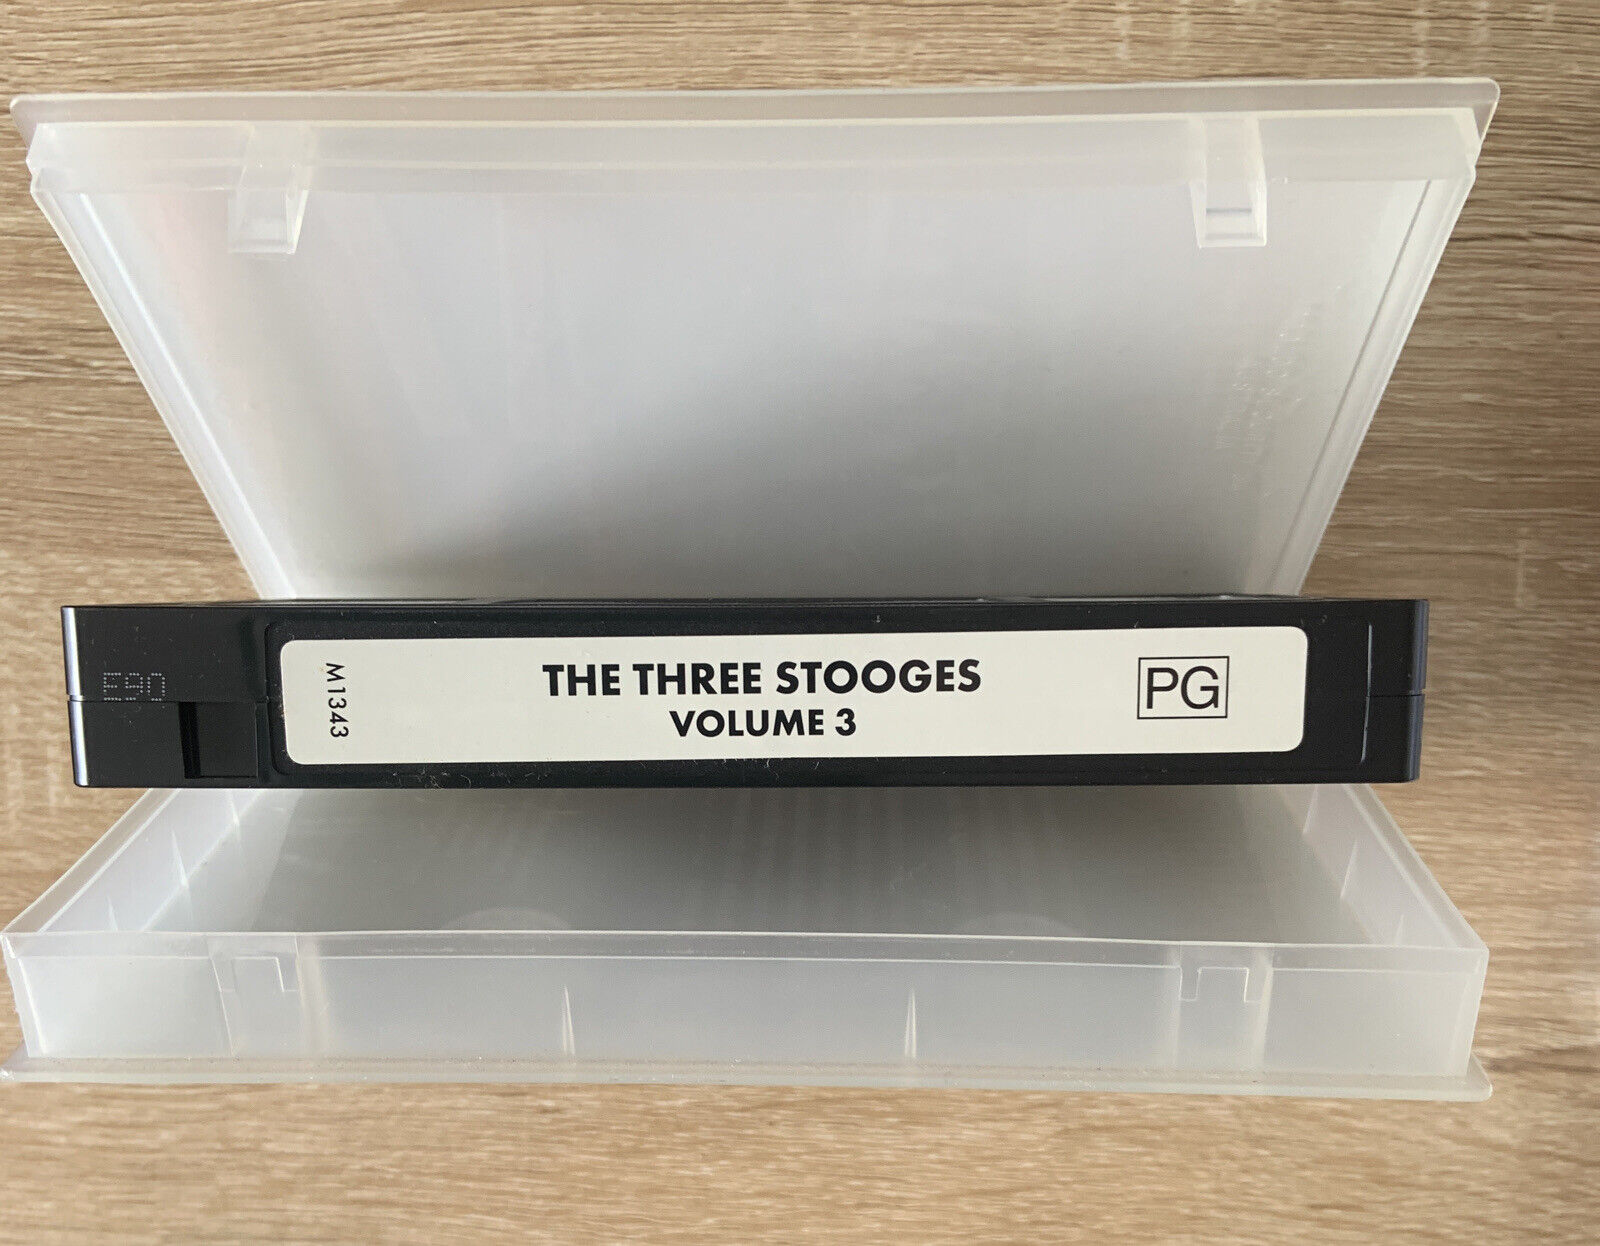 E90
M1343
THE THREE STOOGES
VOLUME 3
PG